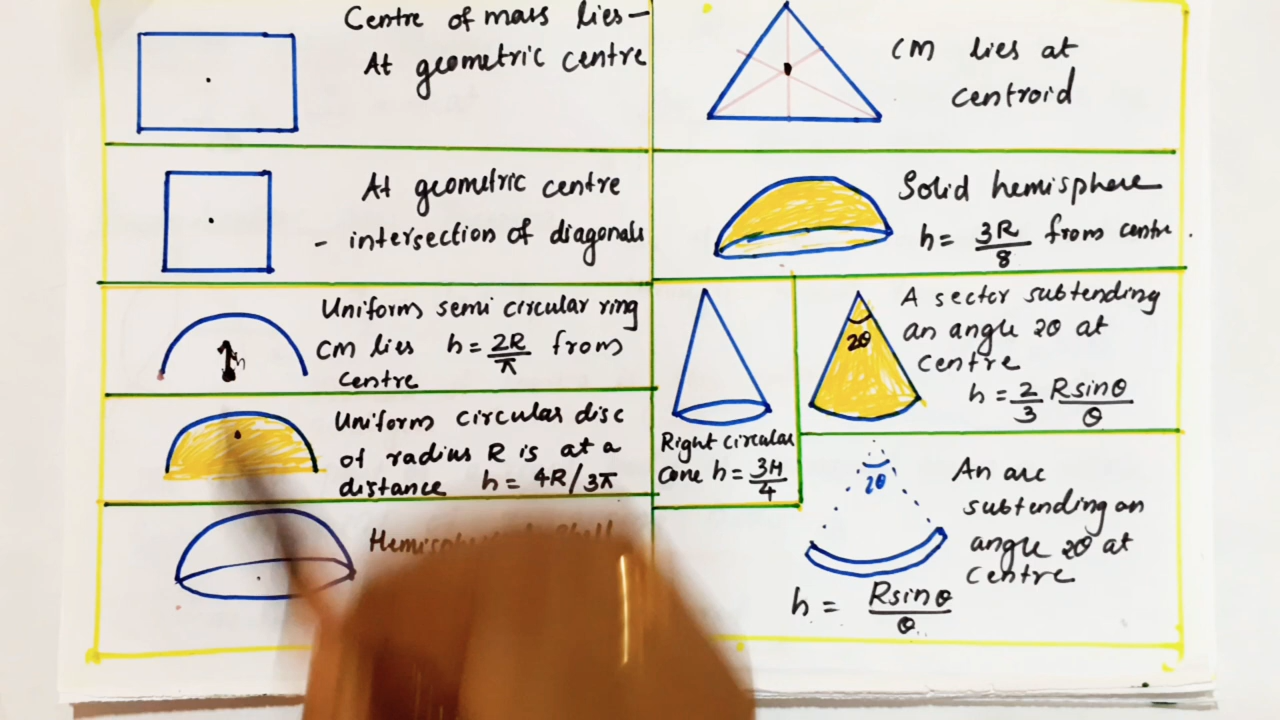 Centre of mass lies-
At geometric centre
At geometric centre
- intersection of diagonals
Uniform semi circular ring
CM lies h = 2R/π from
centre
h
Uniform circular disc
of radius R is at a
distance h = 4R/3π
CM lies at
centroid
Solid hemisphere
h = 3R/8 from centre.
Right circular
cone h = 3H/4
2θ
A sector subtending
an angle 2θ at
centre
h = 2/3 Rsinθ/θ
2θ
An arc
subtending an
angle 2θ at
centre
h = Rsinθ/θ